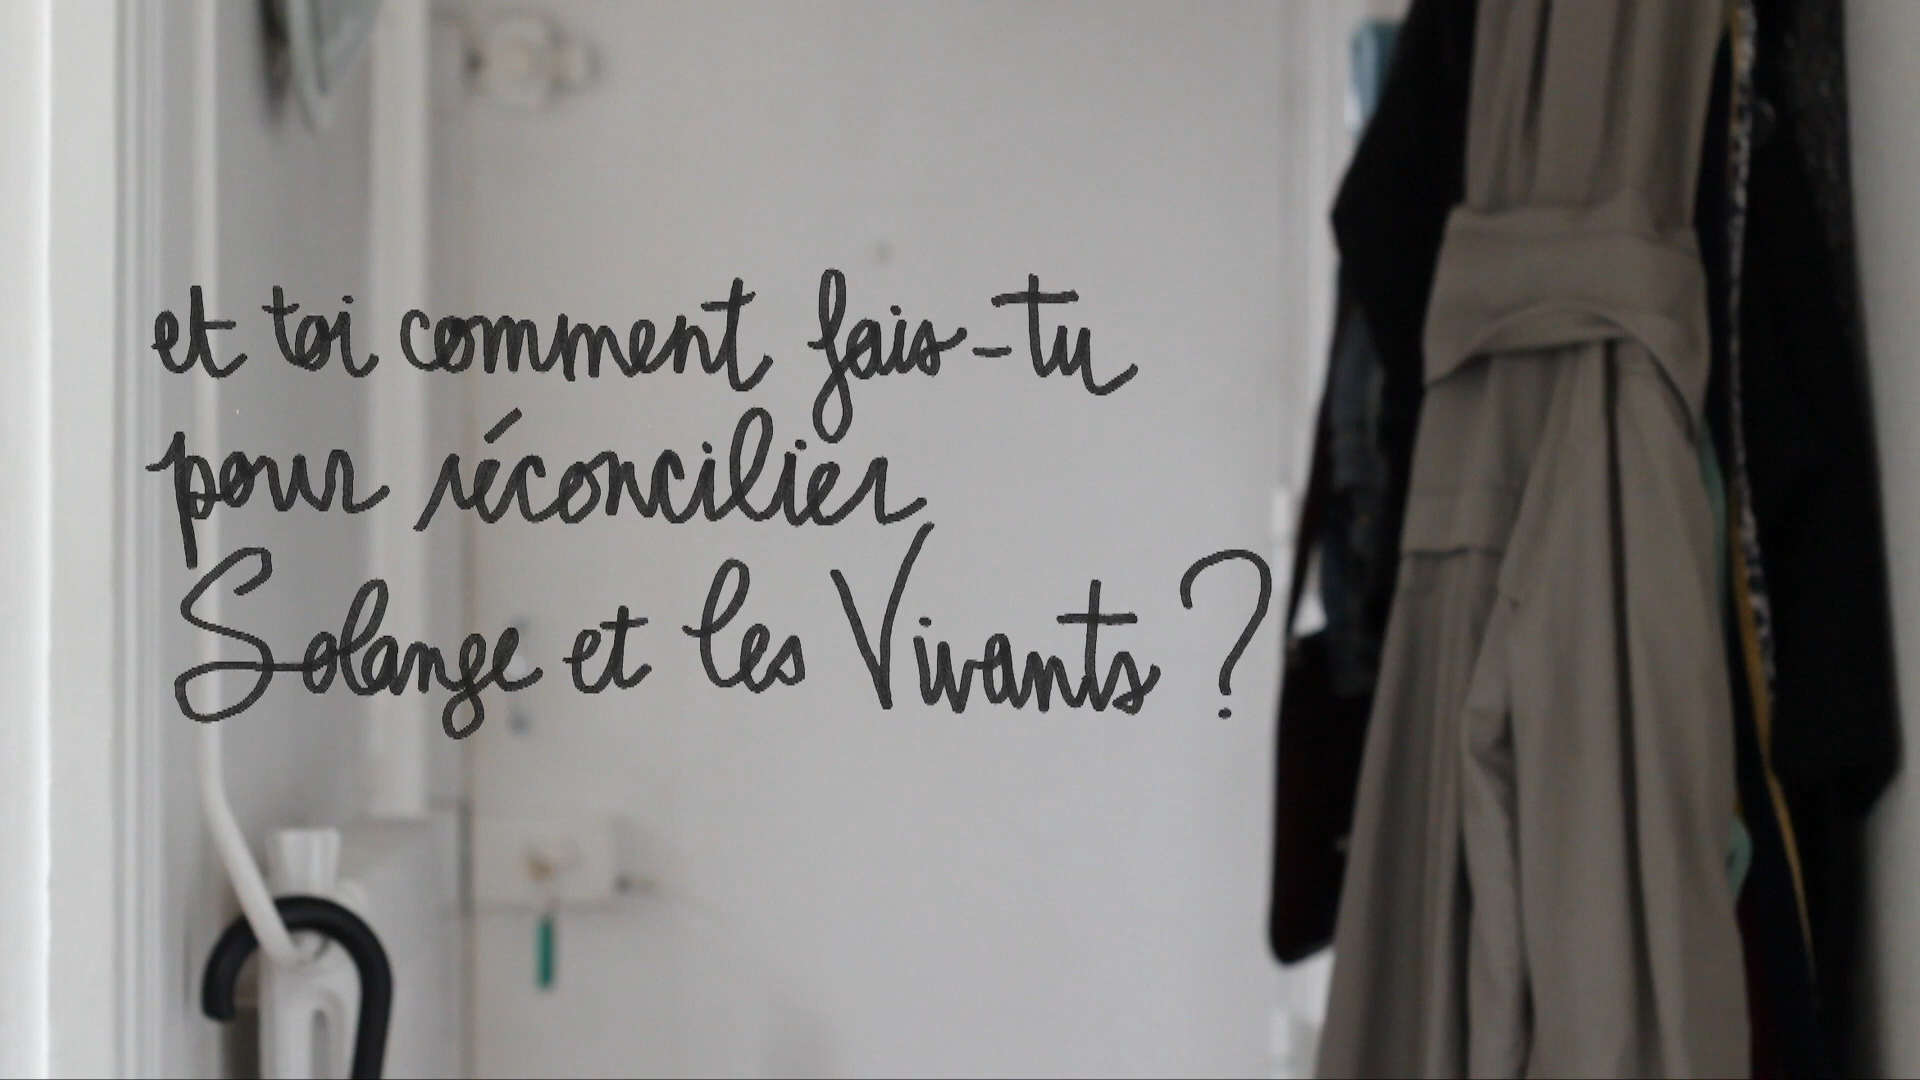 et toi comment fais-tu
pour réconcilier
Solange et les Vivants ?